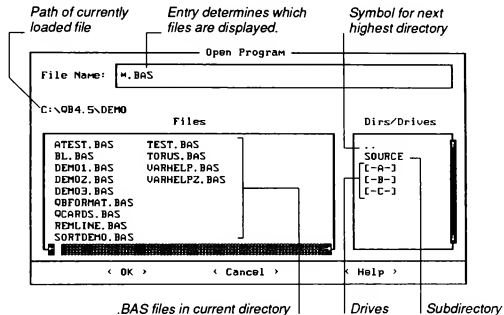 Path of currently loaded file
Entry determines which files are displayed.
Symbol for next highest directory
Open Program
File Name: *.BAS
C:\QB4.5\DEMO
Files
Dirs/Drives
ATEST.BAS TEST.BAS
BL.BAS TORUS.BAS
DEMO1.BAS VARHELP.BAS
DEMO2.BAS VARHELPZ.BAS
DEMO3.BAS
QBFORMAT.BAS
QCARDS.BAS
REMLINE.BAS
SORTDEMO.BAS
..
SOURCE
[-A-]
[-B-]
[-C-]
< OK > < Cancel > < Help >
.BAS files in current directory
Drives
Subdirectory